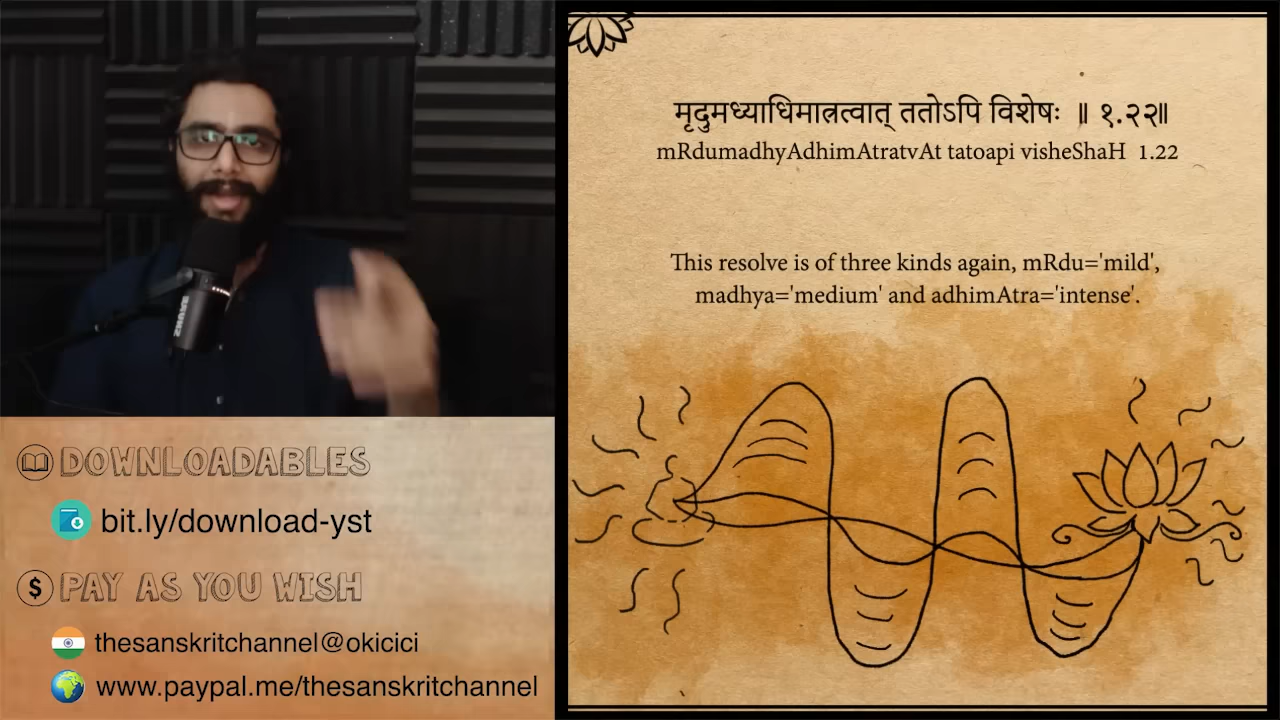 मृदुमध्याधिमात्रत्वात् ततोऽपि विशेषः ॥ १.२२॥
mRdumadhyAdhimAtratvAt tatoapi visheShaH 1.22
This resolve is of three kinds again, mRdu='mild',
madhya='medium' and adhimAtra='intense'.
DOWNLOADABLES
bit.ly/download-yst
$ PAY AS YOU WISH
thesanskritchannel@okicici
www.paypal.me/thesanskritchannel